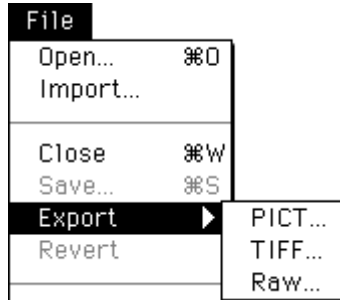 File
Open... ⌘O
Import...
Close ⌘W
Save... ⌘S
Export
PICT...
Revert
TIFF...
Raw...